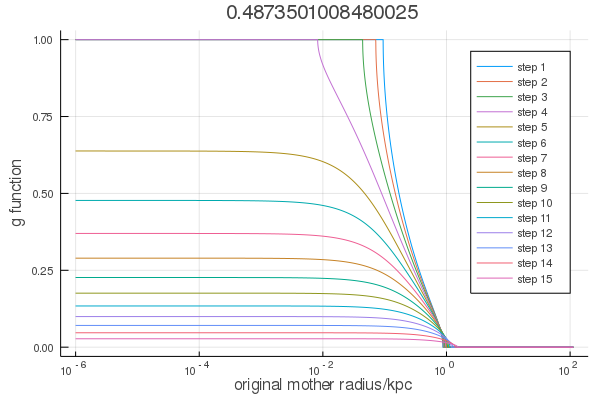 0.4873501008480025
g function
1.00
0.75
0.50
0.25
0.00
step 1
step 2
step 3
step 4
step 5
step 6
step 7
step 8
step 9
step 10
step 11
step 12
step 13
step 14
step 15
10^-6
10^-4
10^-2
10^0
10^2
original mother radius/kpc